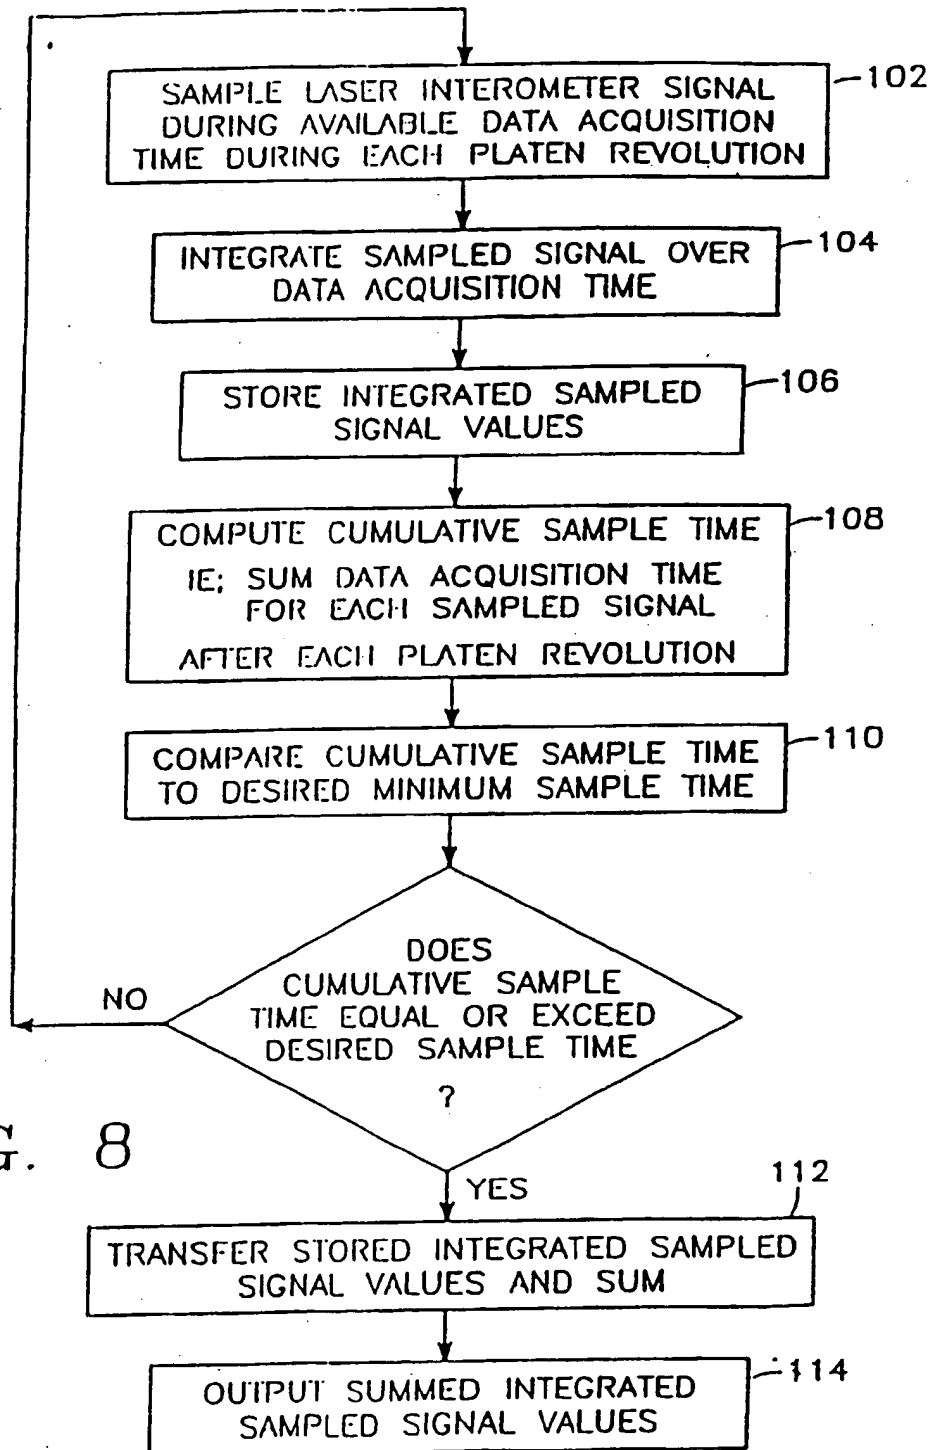 SAMPLE LASER INTEROMETER SIGNAL
DURING AVAILABLE DATA ACQUISITION
TIME DURING EACH PLATEN REVOLUTION
102
INTEGRATE SAMPLED SIGNAL OVER
DATA ACQUISITION TIME
104
STORE INTEGRATED SAMPLED
SIGNAL VALUES
106
COMPUTE CUMULATIVE SAMPLE TIME
IE; SUM DATA ACQUISITION TIME
FOR EACH SAMPLED SIGNAL
AFTER EACH PLATEN REVOLUTION
108
COMPARE CUMULATIVE SAMPLE TIME
TO DESIRED MINIMUM SAMPLE TIME
110
DOES
CUMULATIVE SAMPLE
TIME EQUAL OR EXCEED
DESIRED SAMPLE TIME
?
NO
G. 8
YES
112
TRANSFER STORED INTEGRATED SAMPLED
SIGNAL VALUES AND SUM
114
OUTPUT SUMMED INTEGRATED
SAMPLED SIGNAL VALUES